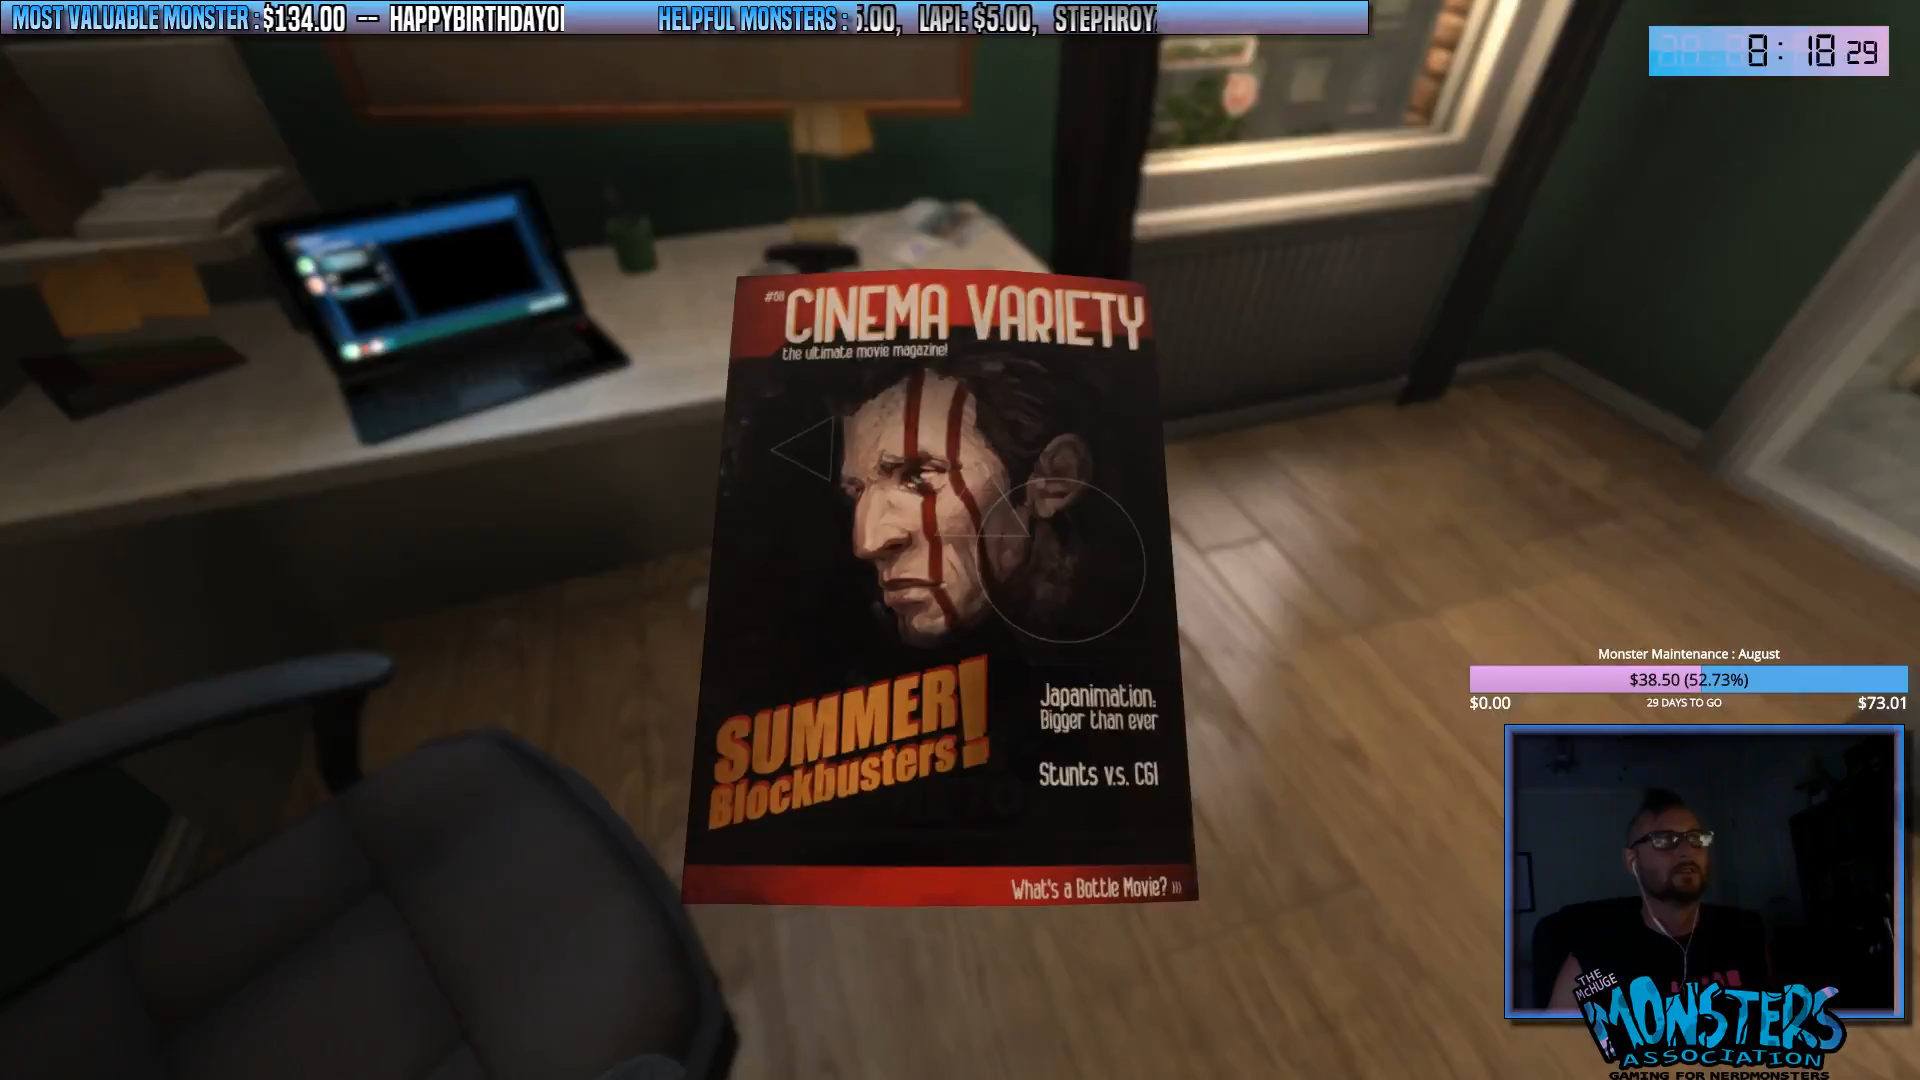 MOST VALUABLE MONSTER : $134.00 -- HAPPYBIRTHDAYO
HELPFUL MONSTERS : 5.00, LAPI: $5.00, STEPHROY
8: 18 29
#08
CINEMA VARIETY
the ultimate movie magazine!
SUMMER!
Blockbusters
Japanimation:
Bigger than ever
Stunts v.s. CGI
What's a Bottle Movie? »»
Monster Maintenance : August
$38.50 (52.73%)
$0.00 29 DAYS TO GO $73.01
THE
MCHUGE
MONSTERS
ASSOCIATION
GAMING FOR NERDMONSTERS